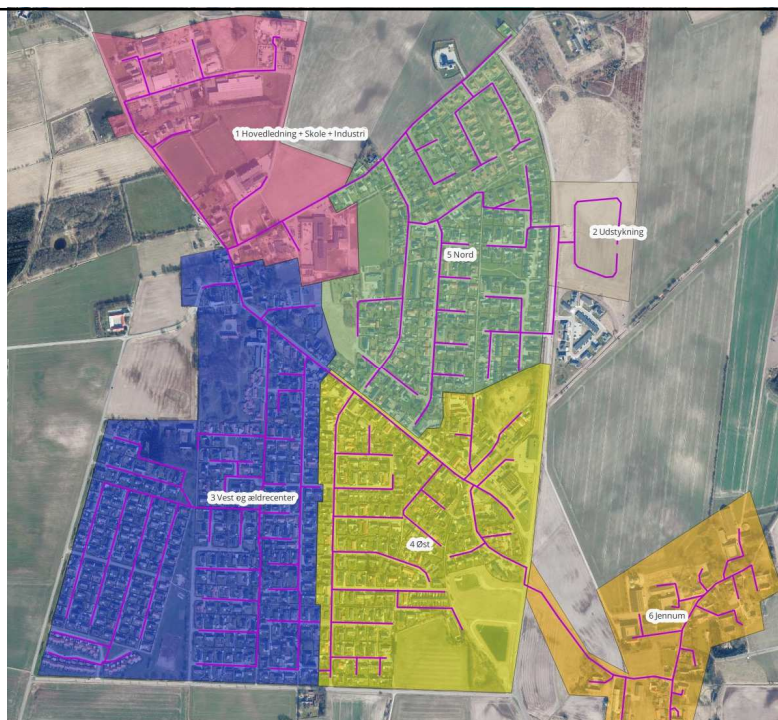 1 Hovedledning + Skole + Industri
2 Udstykning
5 Nord
3 Vest og ældrecenter
4 Øst
6 Jennum